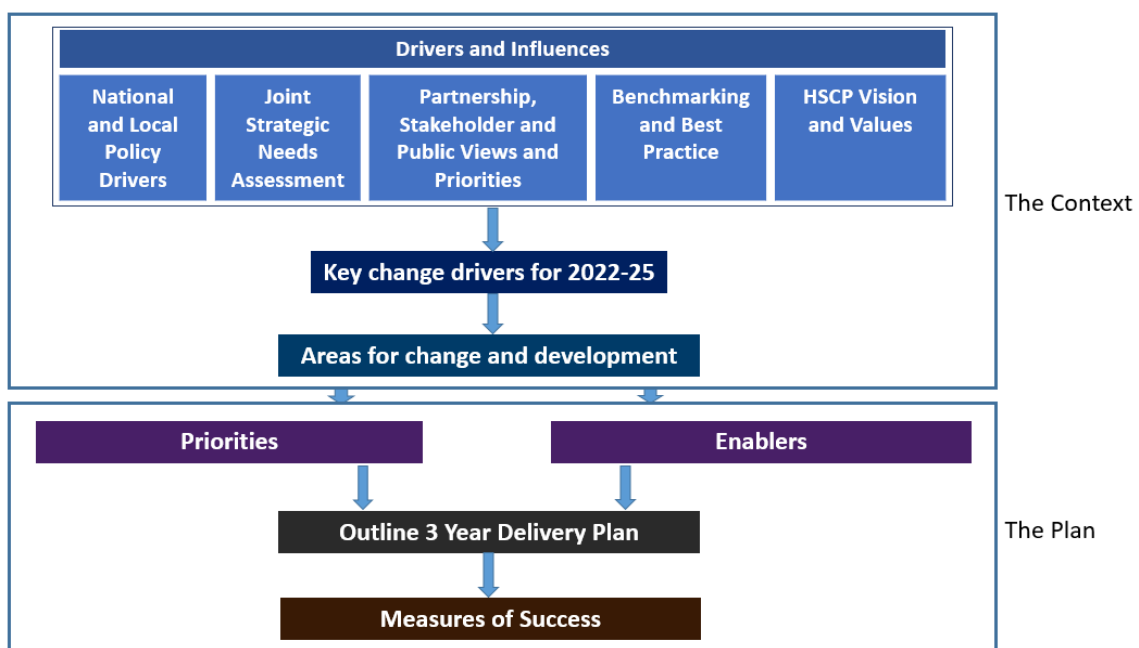 Drivers and Influences
National
and Local
Policy
Drivers
Joint
Strategic
Needs
Assessment
Partnership,
Stakeholder and
Public Views and
Priorities
Benchmarking
and Best
Practice
HSCP Vision
and Values
The Context
Key change drivers for 2022-25
Areas for change and development
Priorities
Enablers
Outline 3 Year Delivery Plan
The Plan
Measures of Success